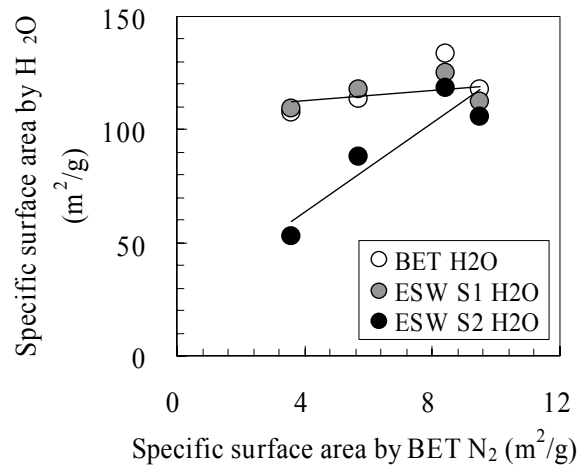 Specific surface area by H 2O
(m2/g)
150
100
50
0
BET H2O
ESW S1 H2O
ESW S2 H2O
0 4 8 12
Specific surface area by BET N2 (m2/g)